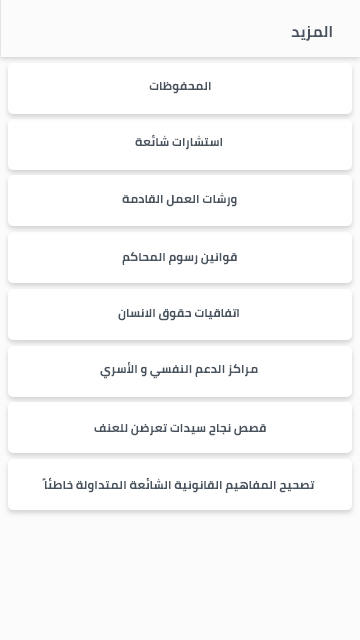 المزيد
المحفوظات
استشارات شائعة
ورشات العمل القادمة
قوانين رسوم المحاكم
اتفاقيات حقوق الانسان
مراكز الدعم النفسي و الأسري
قصص نجاح سيدات تعرضن للعنف
تصحيح المفاهيم القانونية الشائعة المتداولة خاطئاً